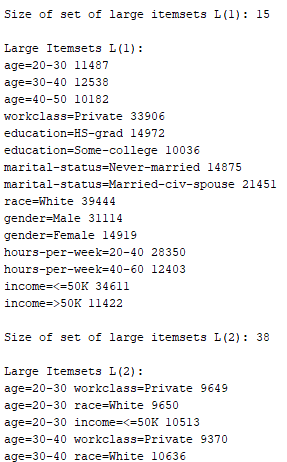 Size of set of large itemsets L(1): 15
Large Itemsets L(1):
age=20-30 11487
age=30-40 12538
age=40-50 10182
workclass=Private 33906
education=HS-grad 14972
education=Some-college 10036
marital-status=Never-married 14875
marital-status=Married-civ-spouse 21451
race=White 39444
gender=Male 31114
gender=Female 14919
hours-per-week=20-40 28350
hours-per-week=40-60 12403
income=<=50K 34611
income=>50K 11422
Size of set of large itemsets L(2): 38
Large Itemsets L(2):
age=20-30 workclass=Private 9649
age=20-30 race=White 9650
age=20-30 income=<=50K 10513
age=30-40 workclass=Private 9370
age=30-40 race=White 10636